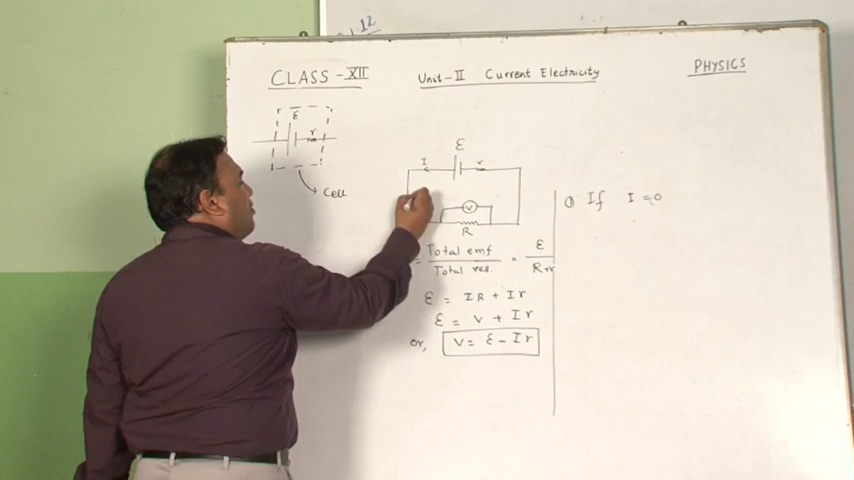 12
CLASS - XII
Unit - II Current Electricity
PHYSICS
ε
r
Cell
ε
I
r
V
R
= Total emf / Total res. = ε / R+r
ε = IR + Ir
ε = V + Ir
or, V = ε - Ir
① If I = 0